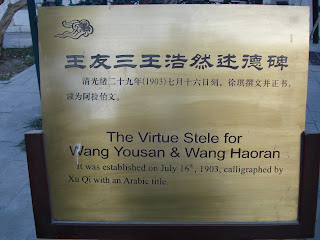 王友三王浩然述德碑
清光绪二十九年(1903)七月十六日刻，徐琪撰文并正书，
额为阿拉伯文。
The Virtue Stele for
Wang Yousan & Wang Haoran
It was established on July 16th, 1903, calligraphed by
Xu Qi with an Arabic title.